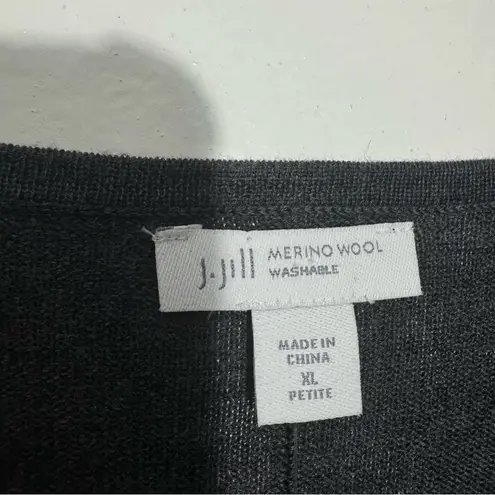 J.Jill MERINO WOOL
WASHABLE
MADE IN
CHINA
XL
PETITE